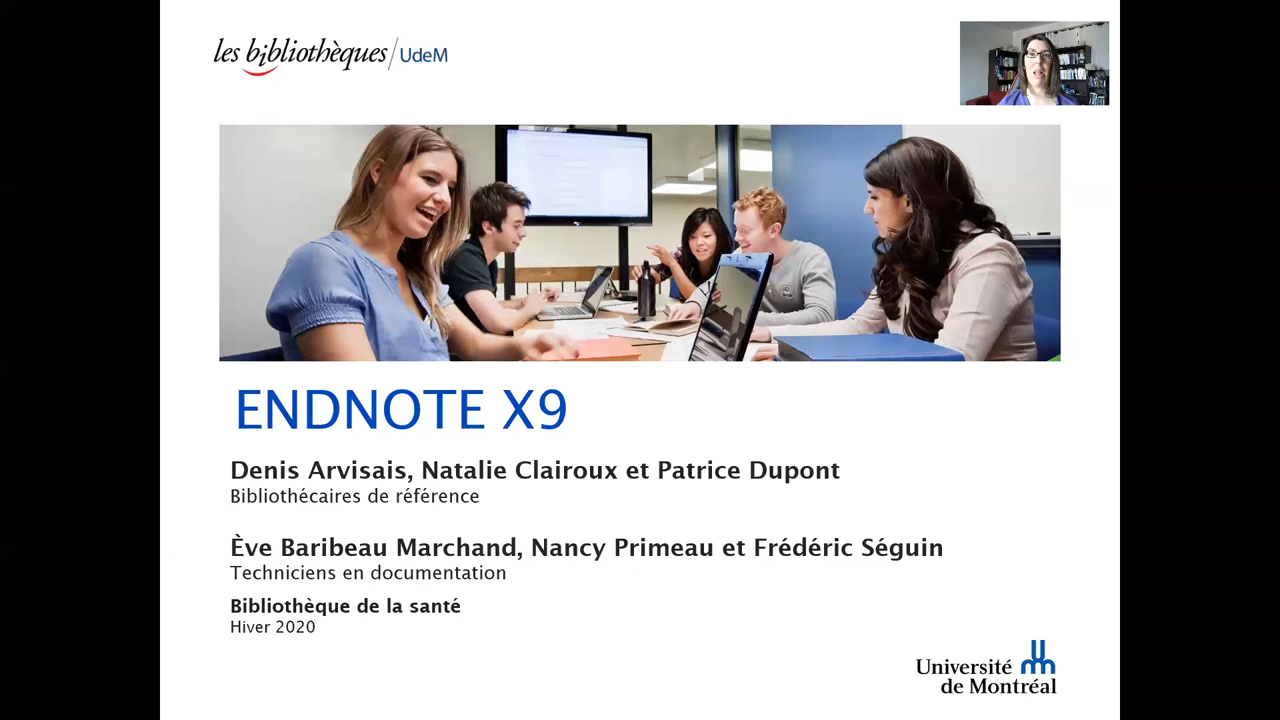 les bibliothèques/UdeM
ENDNOTE X9
Denis Arvisais, Natalie Clairoux et Patrice Dupont
Bibliothécaires de référence
Ève Baribeau Marchand, Nancy Primeau et Frédéric Séguin
Techniciens en documentation
Bibliothèque de la santé
Hiver 2020
Université
de Montréal